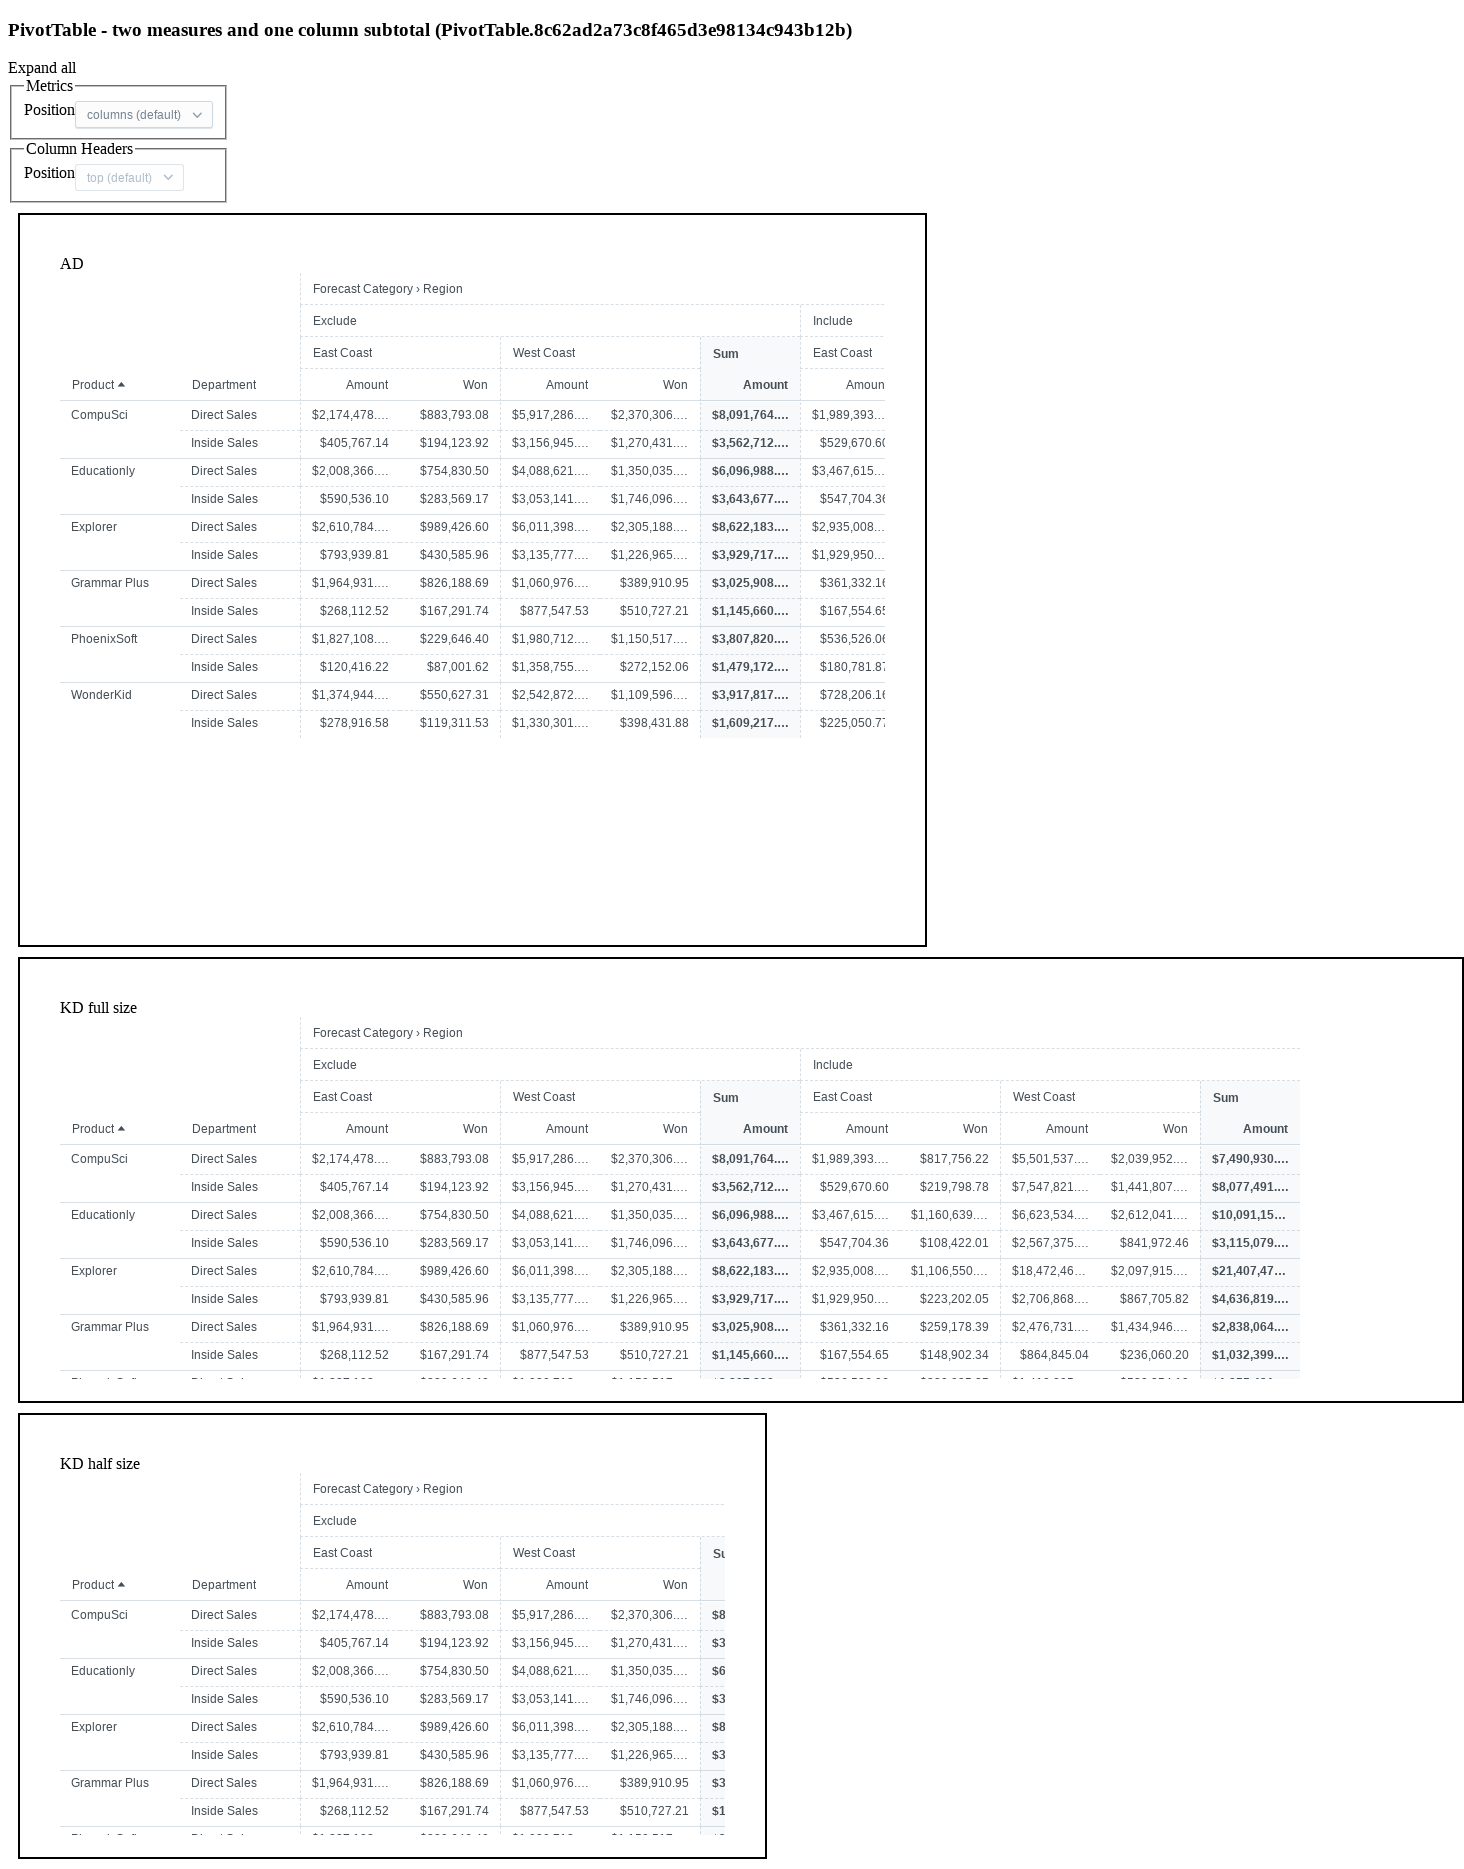 PivotTable - two measures and one column subtotal (PivotTable.8c62ad2a73c8f465d3e98134c943b12b)
Expand all
Metrics
Position columns (default)
Column Headers
Position top (default)
AD
Forecast Category › Region
Exclude Include
East Coast West Coast Sum East Coast
Product Department Amount Won Amount Won Amount Amoun
CompuSci Direct Sales $2,174,478.… $883,793.08 $5,917,286.… $2,370,306.… $8,091,764.… $1,989,393.…
Inside Sales $405,767.14 $194,123.92 $3,156,945.… $1,270,431.… $3,562,712.… $529,670.60
Educationly Direct Sales $2,008,366.… $754,830.50 $4,088,621.… $1,350,035.… $6,096,988.… $3,467,615.…
Inside Sales $590,536.10 $283,569.17 $3,053,141.… $1,746,096.… $3,643,677.… $547,704.36
Explorer Direct Sales $2,610,784.… $989,426.60 $6,011,398.… $2,305,188.… $8,622,183.… $2,935,008.…
Inside Sales $793,939.81 $430,585.96 $3,135,777.… $1,226,965.… $3,929,717.… $1,929,950.…
Grammar Plus Direct Sales $1,964,931.… $826,188.69 $1,060,976.… $389,910.95 $3,025,908.… $361,332.16
Inside Sales $268,112.52 $167,291.74 $877,547.53 $510,727.21 $1,145,660.… $167,554.65
PhoenixSoft Direct Sales $1,827,108.… $229,646.40 $1,980,712.… $1,150,517.… $3,807,820.… $536,526.06
Inside Sales $120,416.22 $87,001.62 $1,358,755.… $272,152.06 $1,479,172.… $180,781.87
WonderKid Direct Sales $1,374,944.… $550,627.31 $2,542,872.… $1,109,596.… $3,917,817.… $728,206.16
Inside Sales $278,916.58 $119,311.53 $1,330,301.… $398,431.88 $1,609,217.… $225,050.77
KD full size
Forecast Category › Region
Exclude Include
East Coast West Coast Sum East Coast West Coast Sum
Product Department Amount Won Amount Won Amount Amount Won Amount Won Amount
CompuSci Direct Sales $2,174,478.… $883,793.08 $5,917,286.… $2,370,306.… $8,091,764.… $1,989,393.… $817,756.22 $5,501,537.… $2,039,952.… $7,490,930.…
Inside Sales $405,767.14 $194,123.92 $3,156,945.… $1,270,431.… $3,562,712.… $529,670.60 $219,798.78 $7,547,821.… $1,441,807.… $8,077,491.…
Educationly Direct Sales $2,008,366.… $754,830.50 $4,088,621.… $1,350,035.… $6,096,988.… $3,467,615.… $1,160,639.… $6,623,534.… $2,612,041.… $10,091,15…
Inside Sales $590,536.10 $283,569.17 $3,053,141.… $1,746,096.… $3,643,677.… $547,704.36 $108,422.01 $2,567,375.… $841,972.46 $3,115,079.…
Explorer Direct Sales $2,610,784.… $989,426.60 $6,011,398.… $2,305,188.… $8,622,183.… $2,935,008.… $1,106,550.… $18,472,46… $2,097,915.… $21,407,47…
Inside Sales $793,939.81 $430,585.96 $3,135,777.… $1,226,965.… $3,929,717.… $1,929,950.… $223,202.05 $2,706,868.… $867,705.82 $4,636,819.…
Grammar Plus Direct Sales $1,964,931.… $826,188.69 $1,060,976.… $389,910.95 $3,025,908.… $361,332.16 $259,178.39 $2,476,731.… $1,434,946.… $2,838,064.…
Inside Sales $268,112.52 $167,291.74 $877,547.53 $510,727.21 $1,145,660.… $167,554.65 $148,902.34 $864,845.04 $236,060.20 $1,032,399.…
KD half size
Forecast Category › Region
Exclude
East Coast West Coast Su
Product Department Amount Won Amount Won
CompuSci Direct Sales $2,174,478.… $883,793.08 $5,917,286.… $2,370,306.… $8
Inside Sales $405,767.14 $194,123.92 $3,156,945.… $1,270,431.… $3
Educationly Direct Sales $2,008,366.… $754,830.50 $4,088,621.… $1,350,035.… $6
Inside Sales $590,536.10 $283,569.17 $3,053,141.… $1,746,096.… $3
Explorer Direct Sales $2,610,784.… $989,426.60 $6,011,398.… $2,305,188.… $8
Inside Sales $793,939.81 $430,585.96 $3,135,777.… $1,226,965.… $3
Grammar Plus Direct Sales $1,964,931.… $826,188.69 $1,060,976.… $389,910.95 $3
Inside Sales $268,112.52 $167,291.74 $877,547.53 $510,727.21 $1